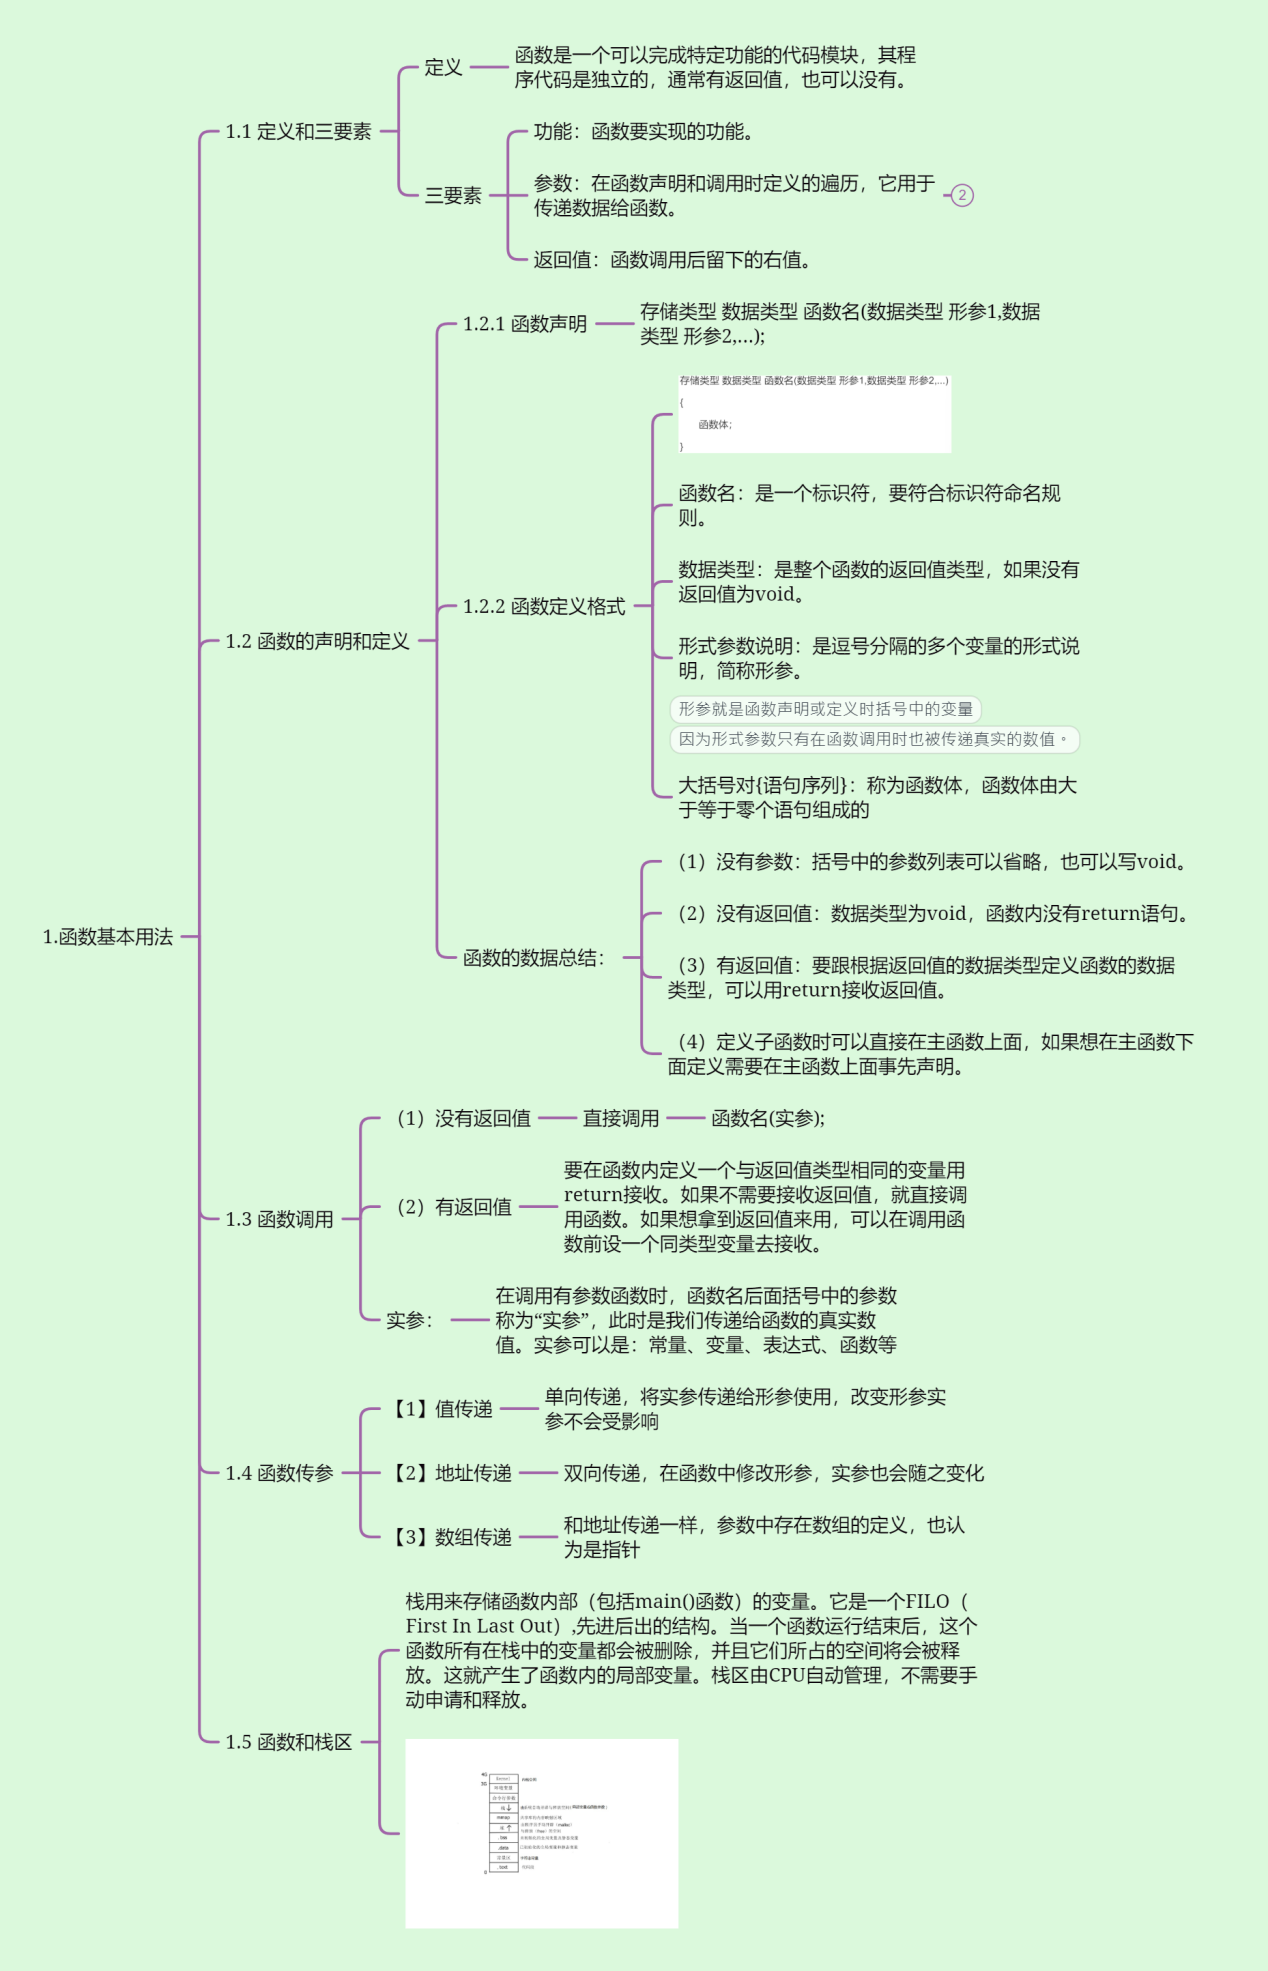 1.函数基本用法
1.1 定义和三要素
定义
函数是一个可以完成特定功能的代码模块，其程
序代码是独立的，通常有返回值，也可以没有。
三要素
功能：函数要实现的功能。
参数：在函数声明和调用时定义的遍历，它用于
传递数据给函数。
2
返回值：函数调用后留下的右值。
1.2 函数的声明和定义
1.2.1 函数声明
存储类型 数据类型 函数名(数据类型 形参1,数据
类型 形参2,...);
1.2.2 函数定义格式
存储类型 数据类型 函数名(数据类型 形参1,数据类型 形参2,...)
{
函数体;
}
函数名：是一个标识符，要符合标识符命名规
则。
数据类型：是整个函数的返回值类型，如果没有
返回值为void。
形式参数说明：是逗号分隔的多个变量的形式说
明，简称形参。
形参就是函数声明或定义时括号中的变量
因为形式参数只有在函数调用时也被传递真实的数值。
大括号对{语句序列}：称为函数体，函数体由大
于等于零个语句组成的
函数的数据总结：
（1）没有参数：括号中的参数列表可以省略，也可以写void。
（2）没有返回值：数据类型为void，函数内没有return语句。
（3）有返回值：要跟根据返回值的数据类型定义函数的数据
类型，可以用return接收返回值。
（4）定义子函数时可以直接在主函数上面，如果想在主函数下
面定义需要在主函数上面事先声明。
1.3 函数调用
（1）没有返回值
直接调用
函数名(实参);
（2）有返回值
要在函数内定义一个与返回值类型相同的变量用
return接收。如果不需要接收返回值，就直接调
用函数。如果想拿到返回值来用，可以在调用函
数前设一个同类型变量去接收。
实参：
在调用有参数函数时，函数名后面括号中的参数
称为“实参”，此时是我们传递给函数的真实数
值。实参可以是：常量、变量、表达式、函数等
1.4 函数传参
【1】值传递
单向传递，将实参传递给形参使用，改变形参实
参不会受影响
【2】地址传递
双向传递，在函数中修改形参，实参也会随之变化
【3】数组传递
和地址传递一样，参数中存在数组的定义，也认
为是指针
1.5 函数和栈区
栈用来存储函数内部（包括main()函数）的变量。它是一个FILO（
First In Last Out）,先进后出的结构。当一个函数运行结束后，这个
函数所有在栈中的变量都会被删除，并且它们所占的空间将会被释
放。这就产生了函数内的局部变量。栈区由CPU自动管理，不需要手
动申请和释放。
4G
kernel
3G
环境变量
命令行参数
栈
mmap
堆
.bss
.data
.text
0